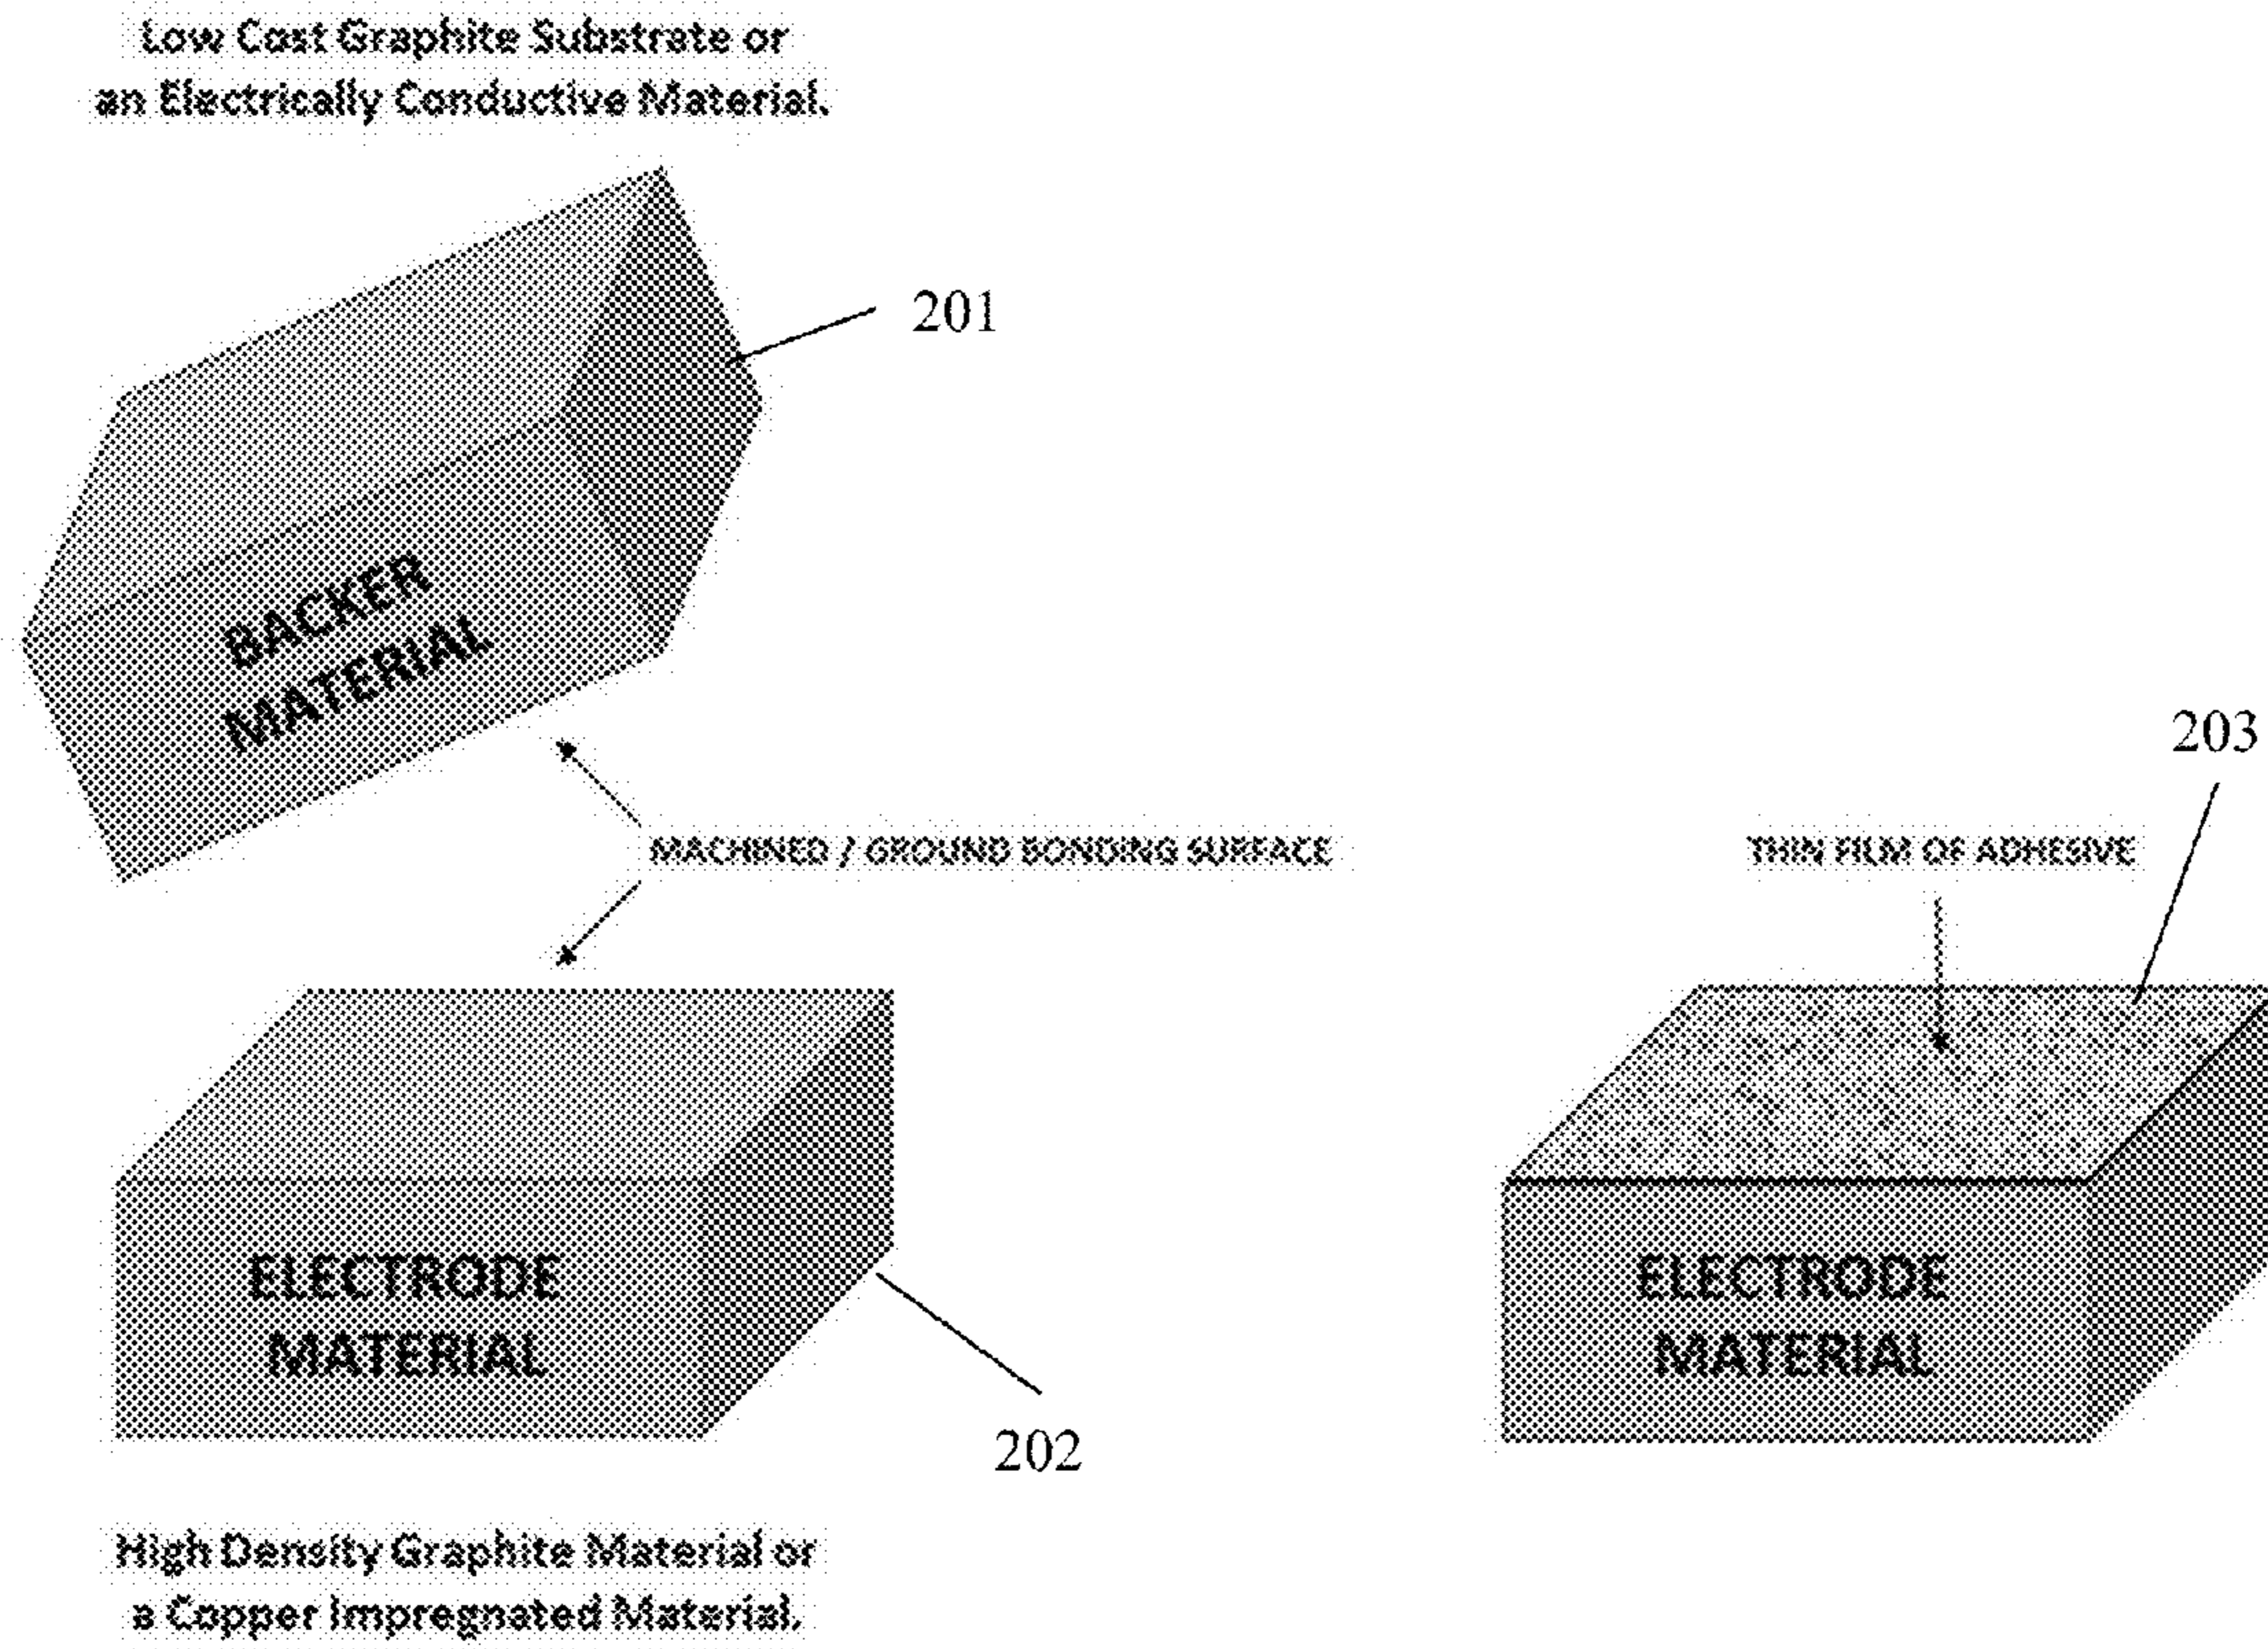 Low Cost Graphite Substrate or
an Electrically Conductive Material.
201
BACKER
MATERIAL
203
MACHINED / GROUND BONDING SURFACE
THIN FILM OF ADHESIVE
ELECTRODE
MATERIAL
ELECTRODE
MATERIAL
202
High Density Graphite Material or
a Copper Impregnated Material.